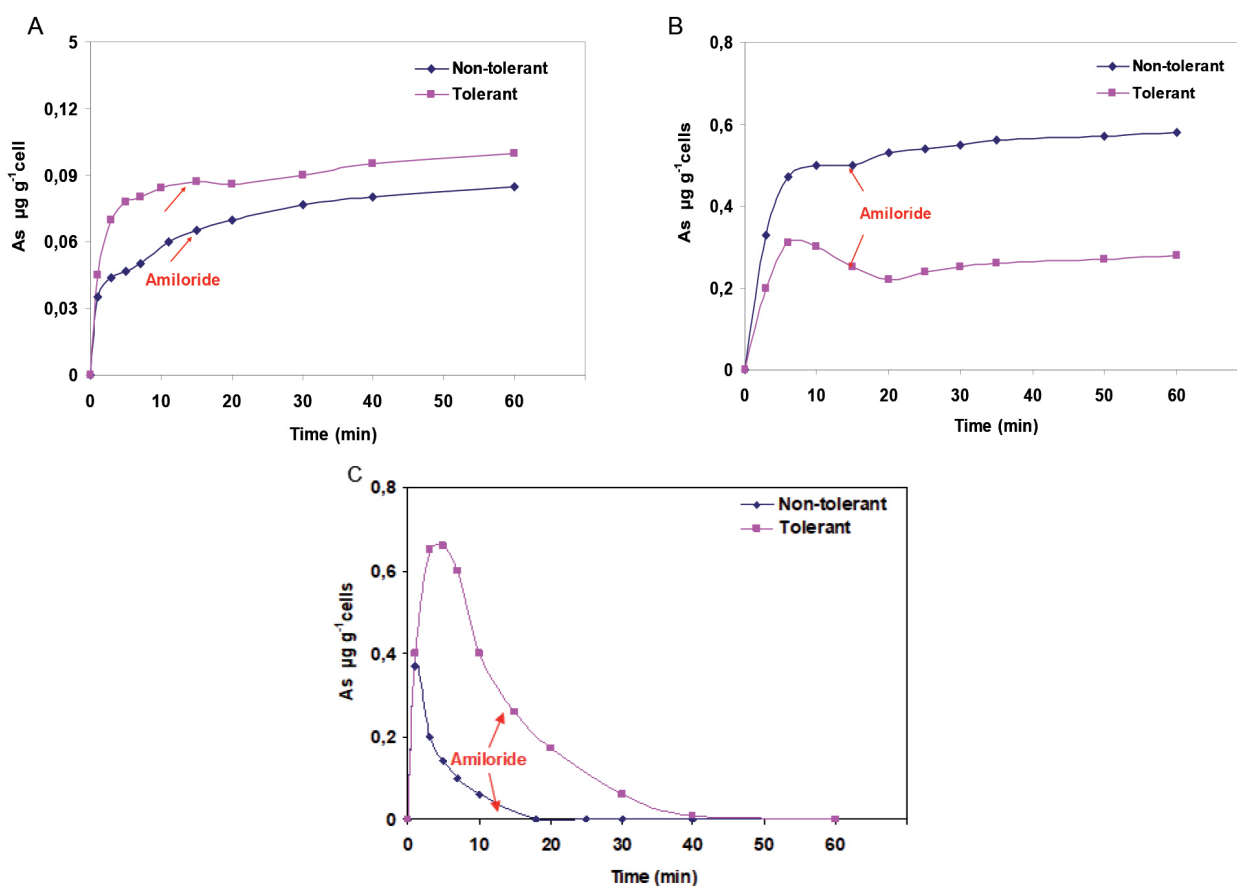 A
5
0,12
0,09
0,06
0,03
0
As µg g⁻¹cell
Non-tolerant
Tolerant
Amiloride
0 10 20 30 40 50 60
Time (min)
B
0,8
0,6
0,4
0,2
0
As µg g⁻¹cells
Non-tolerant
Tolerant
Amiloride
0 10 20 30 40 50 60
Time (min)
C
0,8
0,6
0,4
0,2
0
As µg g⁻¹cells
Non-tolerant
Tolerant
Amiloride
0 10 20 30 40 50 60
Time (min)